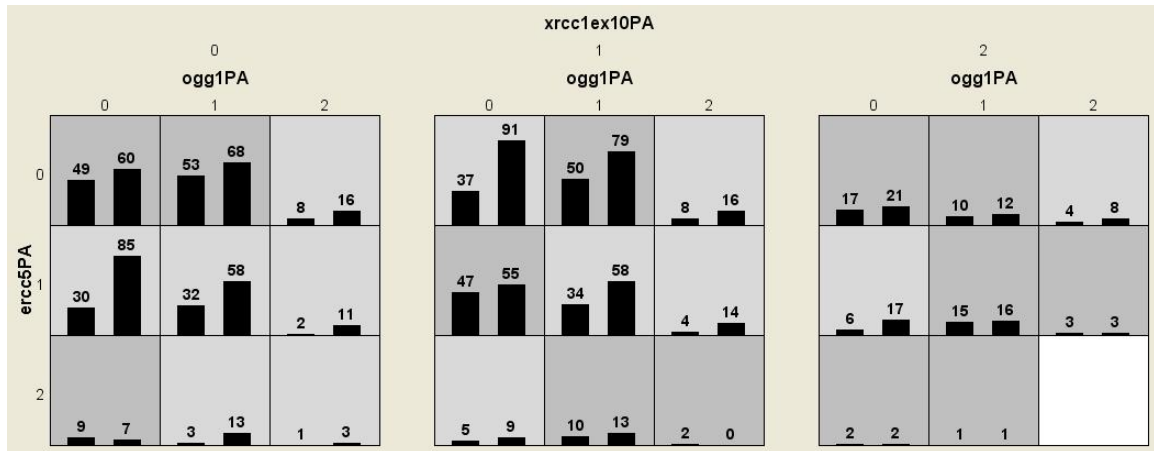 xrcc1ex10PA
0 1 2
ogg1PA ogg1PA ogg1PA
0 1 2 0 1 2 0 1 2
ercc5PA
0
49 60 53 68 8 16 37 91 50 79 8 16 17 21 10 12 4 8
1
30 85 32 58 2 11 47 55 34 58 4 14 6 17 15 16 3 3
2
9 7 3 13 1 3 5 9 10 13 2 0 2 2 1 1